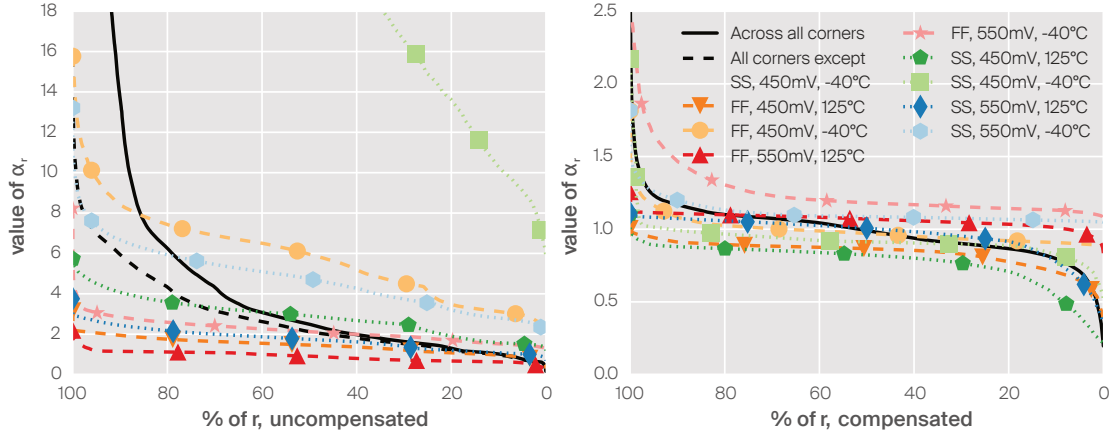 18
16
14
12
10
8
6
4
2
0
value of αr
100
80
60
40
20
0
% of r, uncompensated
2.5
2.0
1.5
1.0
0.5
0.0
value of αr
100
80
60
40
20
0
% of r, compensated
Across all corners
All corners except
SS, 450mV, -40°C
FF, 450mV, 125°C
FF, 450mV, -40°C
FF, 550mV, 125°C
FF, 550mV, -40°C
SS, 450mV, 125°C
SS, 450mV, -40°C
SS, 550mV, 125°C
SS, 550mV, -40°C